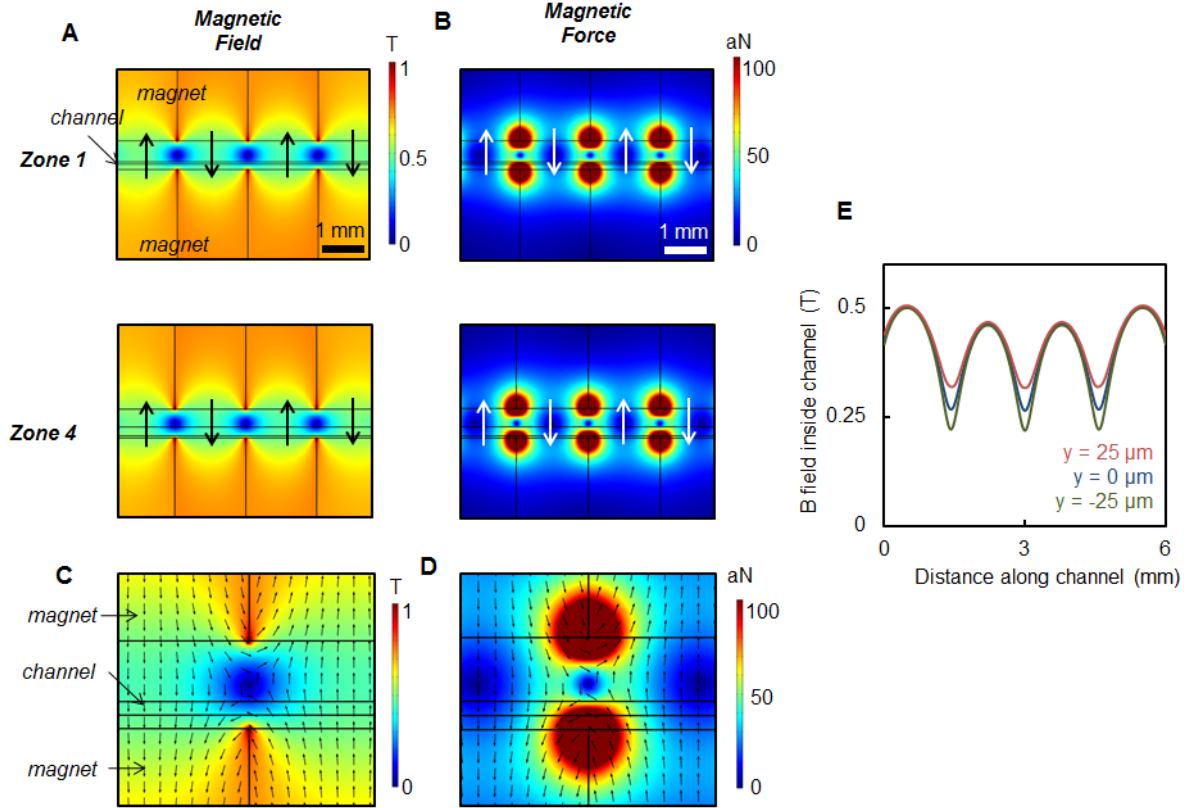 A
Magnetic
Field
T
1
0.5
0
magnet
channel
Zone 1
magnet
1 mm
B
Magnetic
Force
aN
100
50
0
1 mm
Zone 4
E
B field inside channel (T)
0.5
0.25
0
y = 25 µm
y = 0 µm
y = -25 µm
0
3
6
Distance along channel (mm)
C
T
1
0.5
0
magnet
channel
magnet
D
aN
100
50
0